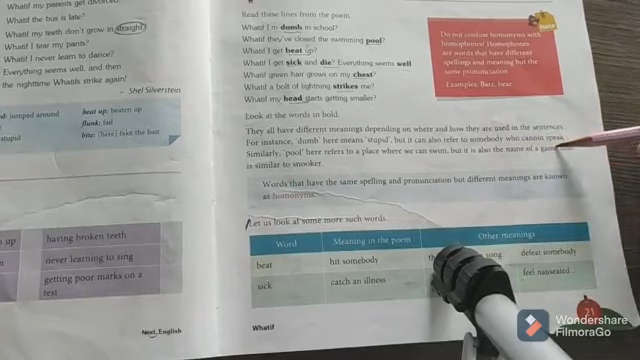 What if my parents get divorced?
Whatif the bus is late?
Whatif my teeth don't grow in straight?
Whatif I tear my pants?
Whatif I never learn to dance?
Everything seems well, and then
the nighttime Whatifs strike again!
– Shel Silverstein
jumped around
beat up: beaten up
flunk: fail
stupid
bite: (here) take the bait
up
having broken teeth
never learning to sing
getting poor marks on a
test
Next, English
Read these lines from the poem.
Whatif I'm dumb in school?
Whatif they've closed the swimming pool?
Whatif I get beat up?
Whatif I get sick and die? Everything seems well
Whatif green hair grows on my chest?
Whatif a bolt of lightning strikes me?
Whatif my head starts getting smaller?
Do not confuse homonyms with
homophones! Homophones
are words that have different
spellings and meaning but the
same pronunciation.
Examples: Bare, bear
Look at the words in bold.
They all have different meanings depending on where and how they are used in the sentences.
For instance, 'dumb' here means 'stupid', but it can also refer to somebody who cannot speak.
Similarly, 'pool' here refers to a place where we can swim, but it is also the name of a game that
is similar to snooker.
Words that have the same spelling and pronunciation but different meanings are known
as homonyms.
Let us look at some more such words.
Word Meaning in the poem Other meanings
beat hit somebody song defeat somebody
sick catch an illness feel nauseated
Whatif
21
Wondershare
FilmoraGo